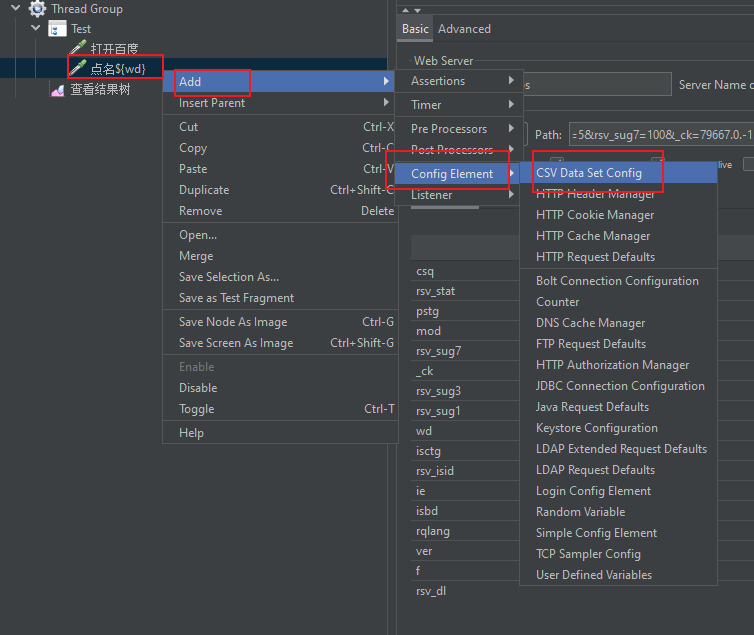 Thread Group
Test
打开百度
点名${wd}
查看结果树
Add
Insert Parent
Cut Ctrl-X
Copy Ctrl-C
Paste Ctrl-V
Duplicate Ctrl+Shift-C
Remove Delete
Open...
Merge
Save Selection As...
Save as Test Fragment
Save Node As Image Ctrl-G
Save Screen As Image Ctrl+Shift-G
Enable
Disable
Toggle Ctrl-T
Help
Basic Advanced
Web Server
Assertions
Timer
Pre Processors
Post Processors
Config Element
Listener
s
Server Name o
Path: =5&rsv_sug7=100&_ck=79667.0.-1
live
CSV Data Set Config
HTTP Header Manager
HTTP Cookie Manager
HTTP Cache Manager
HTTP Request Defaults
Bolt Connection Configuration
Counter
DNS Cache Manager
FTP Request Defaults
HTTP Authorization Manager
JDBC Connection Configuration
Java Request Defaults
Keystore Configuration
LDAP Extended Request Defaults
LDAP Request Defaults
Login Config Element
Random Variable
Simple Config Element
TCP Sampler Config
User Defined Variables
csq
rsv_stat
pstg
mod
rsv_sug7
_ck
rsv_sug3
rsv_sug1
wd
isctg
rsv_isid
ie
isbd
rqlang
ver
f
rsv_dl